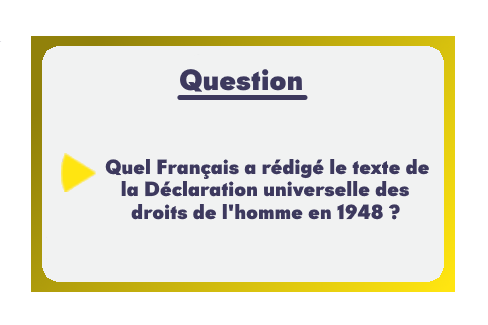 Question
Quel Français a rédigé le texte de
la Déclaration universelle des
droits de l'homme en 1948 ?